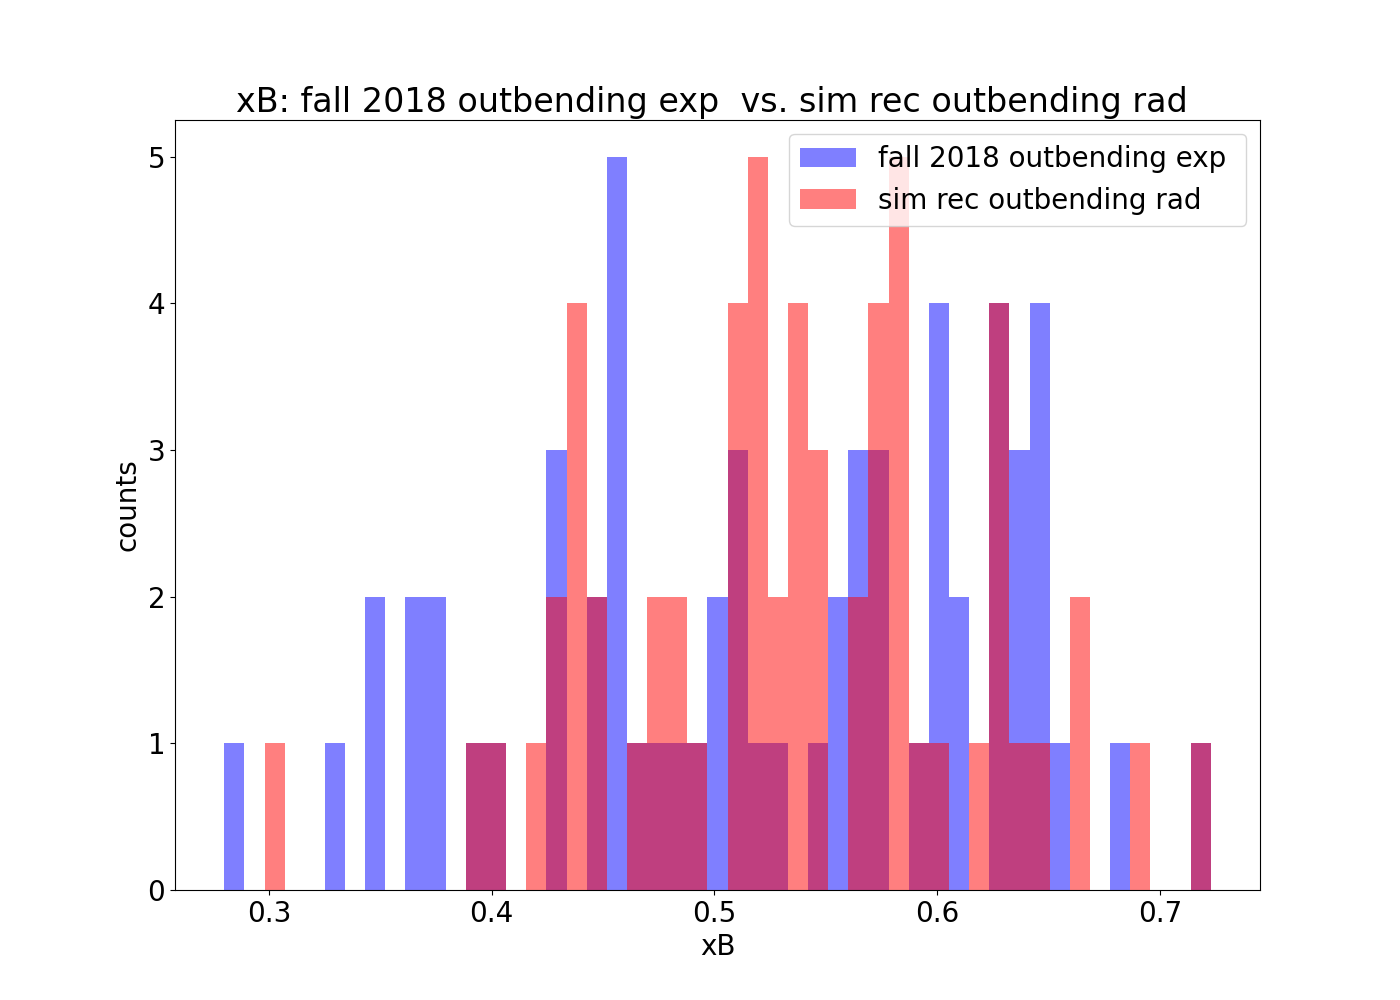 xB: fall 2018 outbending exp  vs. sim rec outbending rad
fall 2018 outbending exp
sim rec outbending rad
5
4
3
2
1
0
counts
0.3 0.4 0.5 0.6 0.7
xB